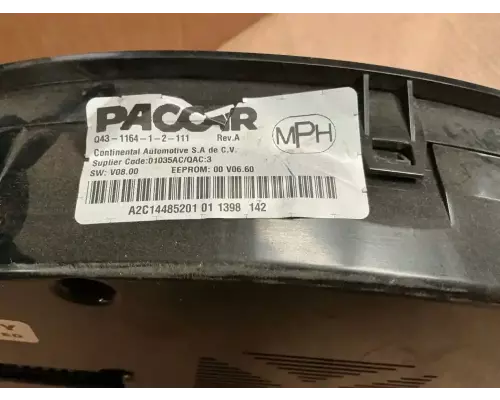 PACCAR
Q43-1164-1-2-111 Rev.A
Continental Automotive S.A de C.V.
Suplier Code:01035AC/QAC:3
SW: V08.00 EEPROM: 00 V06.60
MPH
A2C14485201 01 1398 142